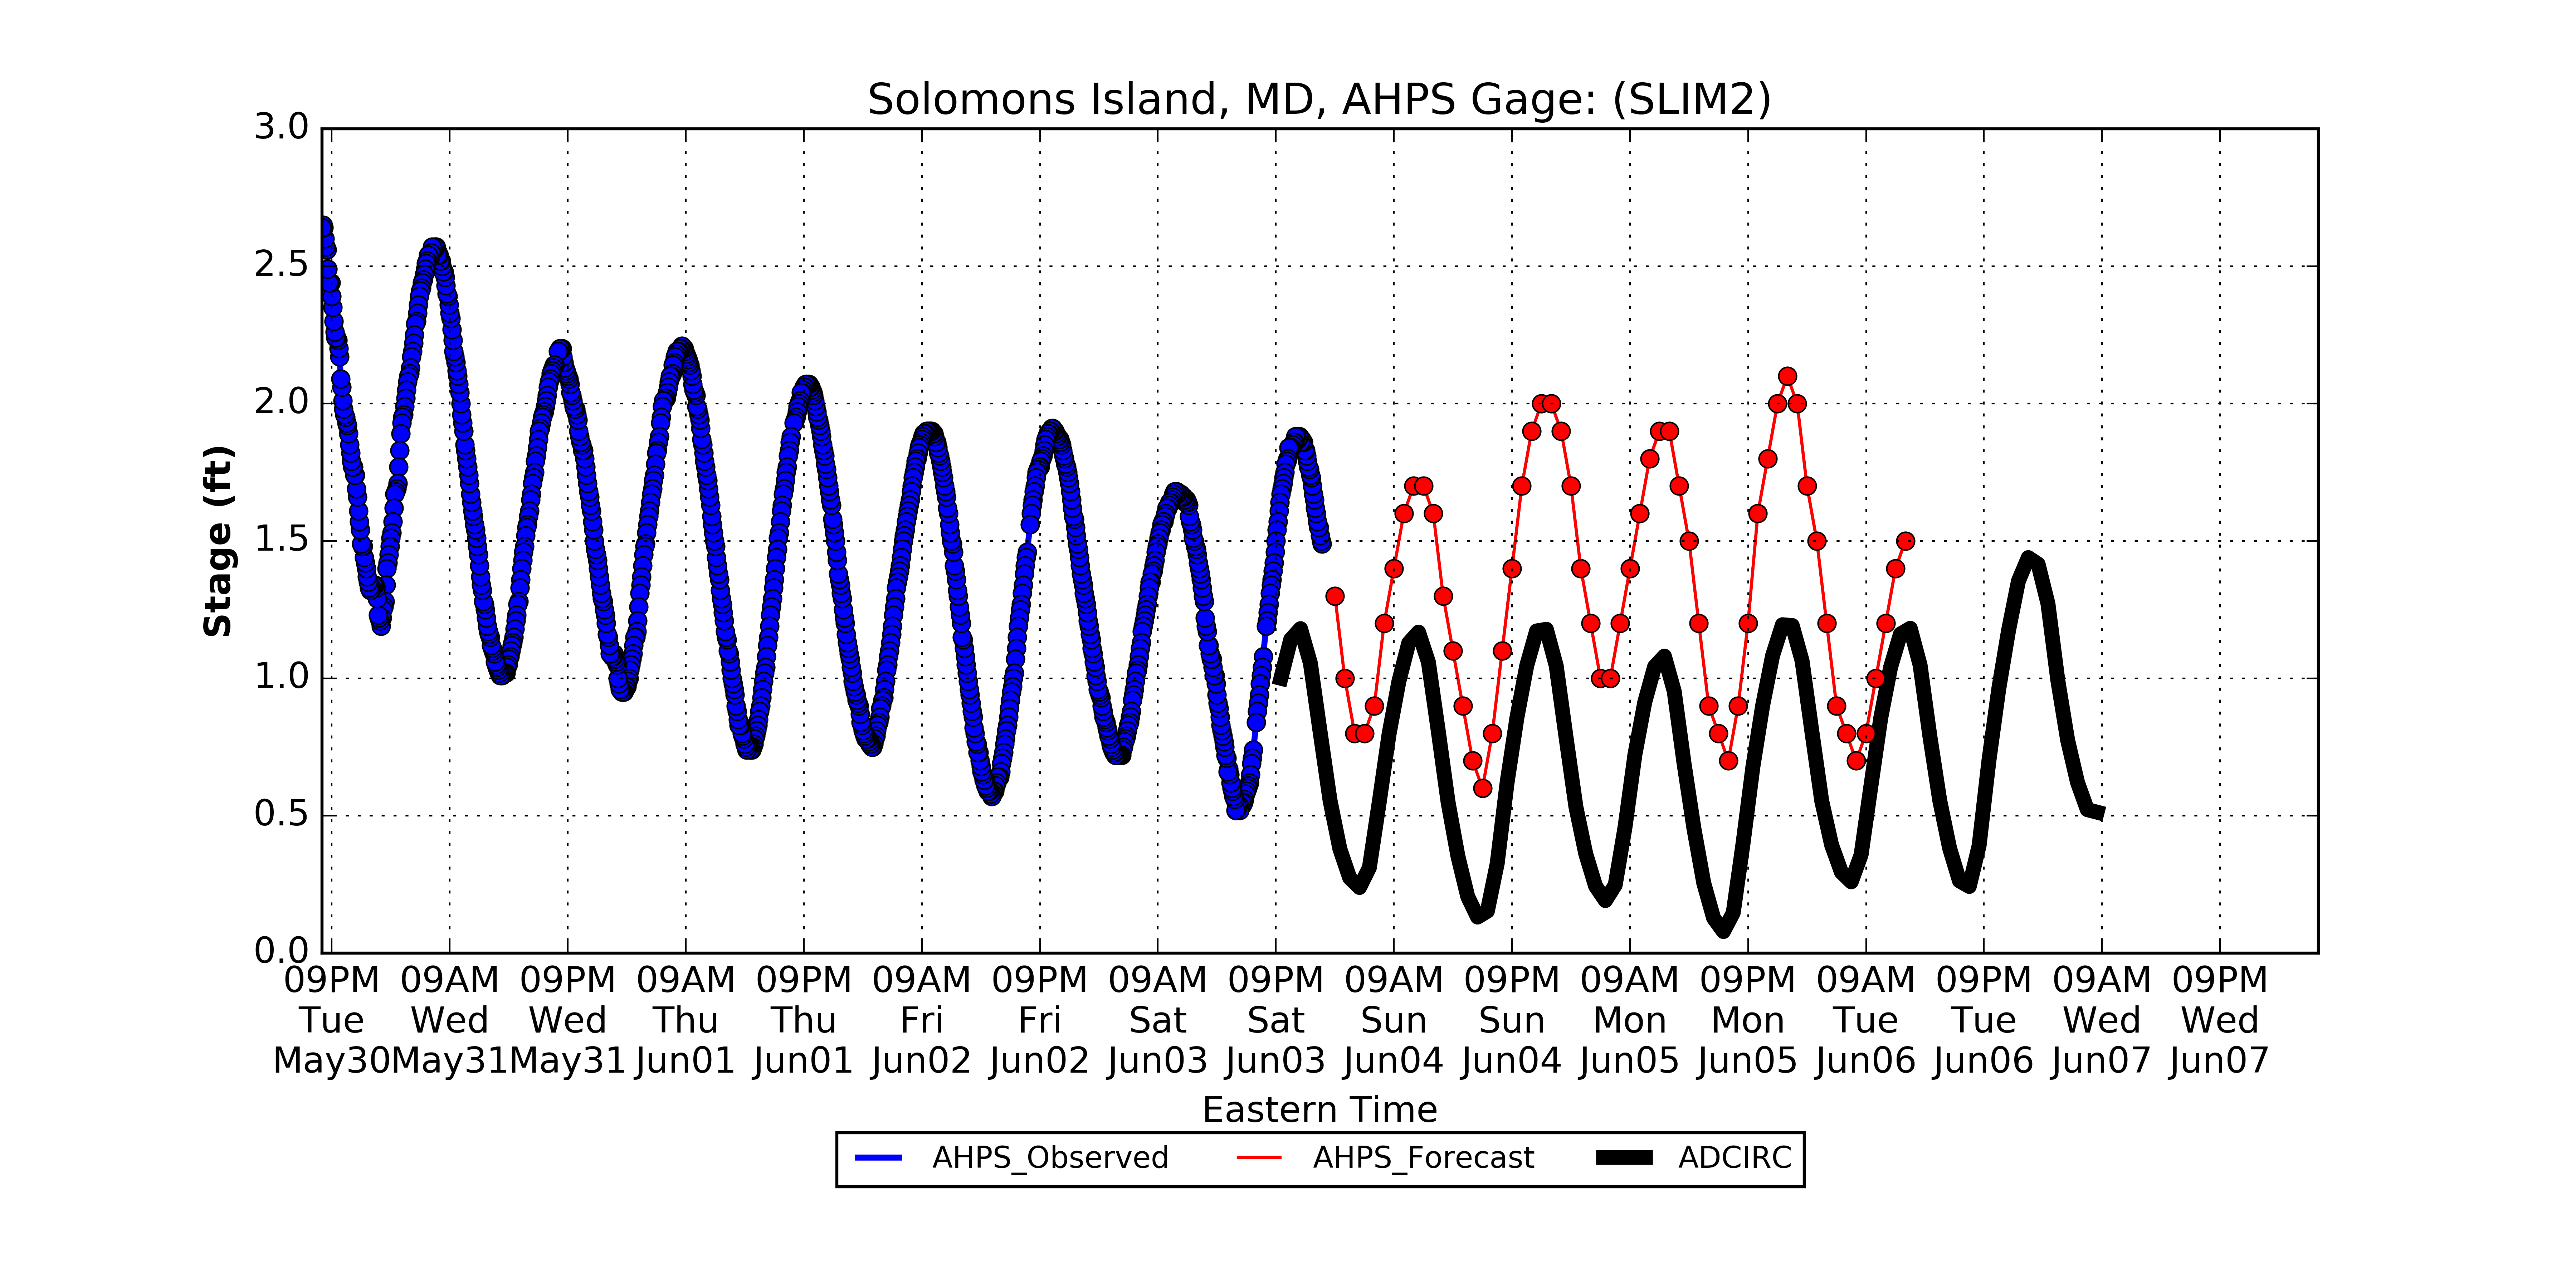 Solomons Island, MD, AHPS Gage: (SLIM2)
3.0
2.5
2.0
1.5
1.0
0.5
0.0
Stage (ft)
09PM 09AM 09PM 09AM 09PM 09AM 09PM 09AM 09PM 09AM 09PM 09AM 09PM 09AM 09PM 09AM 09PM
Tue Wed Wed Thu Thu Fri Fri Sat Sat Sun Sun Mon Mon Tue Tue Wed Wed
May30 May31 May31 Jun01 Jun01 Jun02 Jun02 Jun03 Jun03 Jun04 Jun04 Jun05 Jun05 Jun06 Jun06 Jun07 Jun07
Eastern Time
AHPS_Observed AHPS_Forecast ADCIRC